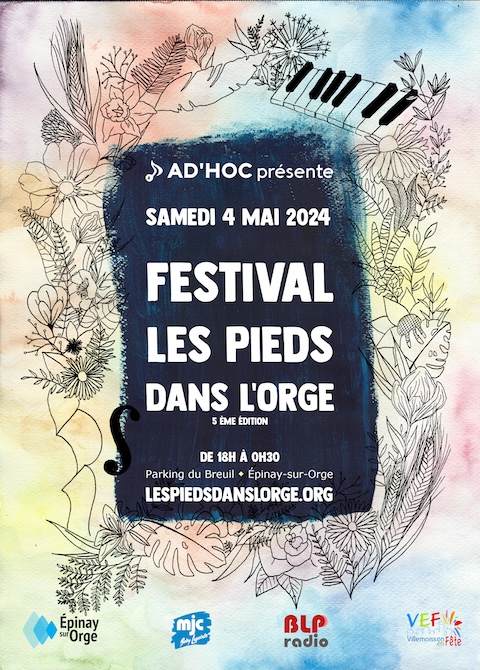 AD'HOC présente
SAMEDI 4 MAI 2024
FESTIVAL
LES PIEDS
DANS L'ORGE
5 ÈME ÉDITION
DE 18H À 0H30
Parking du Breuil • Épinay-sur-Orge
LESPIEDSDANSLORGE.ORG
Épinay
sur
Orge
mjc
BLP
radio
VEF
Villemoisson
en Fête